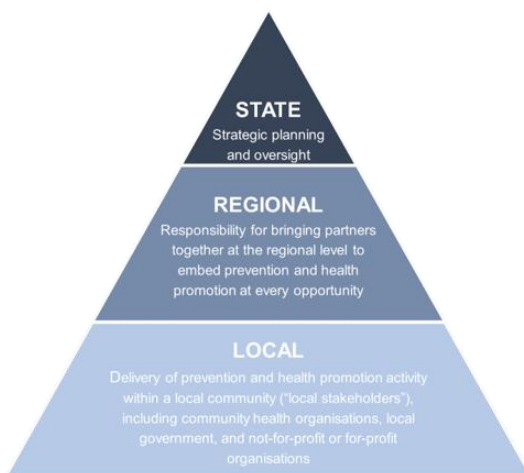 STATE
Strategic planning
and oversight
REGIONAL
Responsibility for bringing partners
together at the regional level to
embed prevention and health
promotion at every opportunity
LOCAL
Delivery of prevention and health promotion activity
within a local community (“local stakeholders”),
including community health organisations, local
government, and not-for-profit or for-profit
organisations